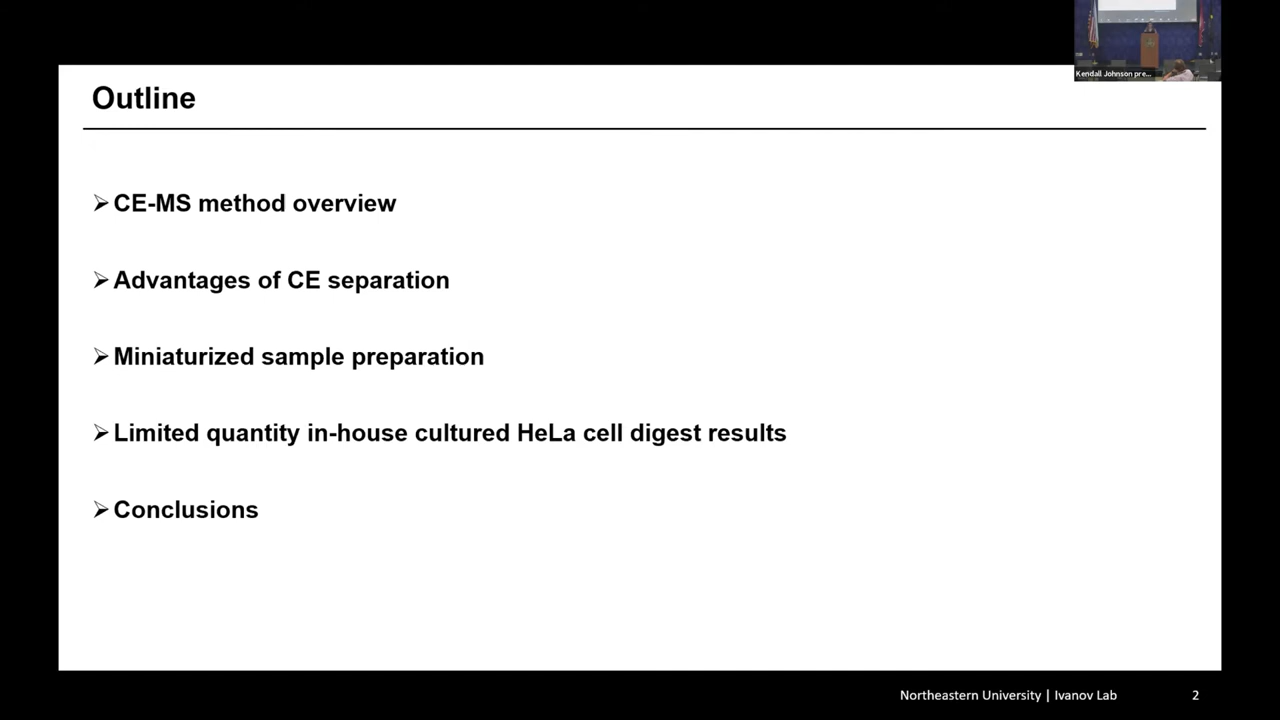 Kendall Johnson pre...
Outline
➢ CE-MS method overview
➢ Advantages of CE separation
➢ Miniaturized sample preparation
➢ Limited quantity in-house cultured HeLa cell digest results
➢ Conclusions
Northeastern University | Ivanov Lab
2